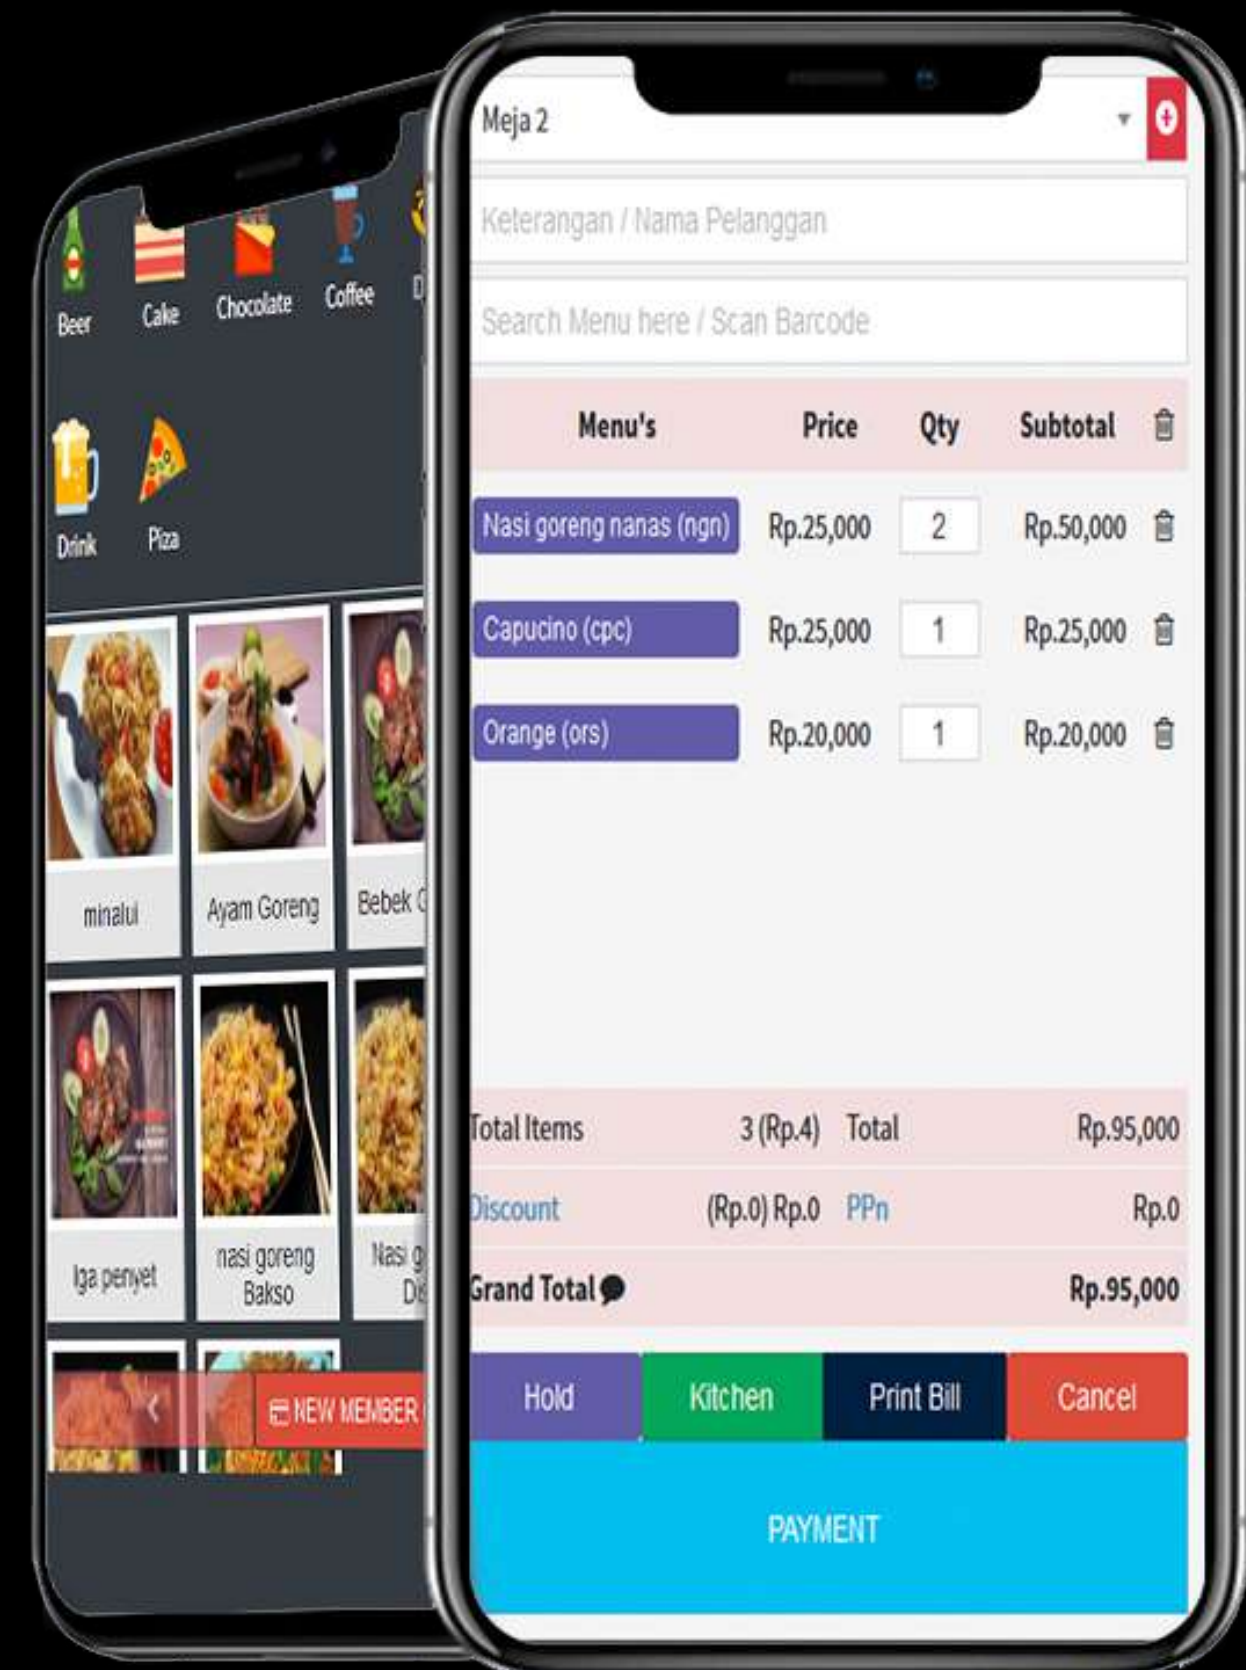 Meja 2
Keterangan / Nama Pelanggan
Search Menu here / Scan Barcode
Menu's Price Qty Subtotal
Nasi goreng nanas (ngn) Rp.25,000 2 Rp.50,000
Capucino (cpc) Rp.25,000 1 Rp.25,000
Orange (ors) Rp.20,000 1 Rp.20,000
Total Items 3 (Rp.4) Total Rp.95,000
Discount (Rp.0) Rp.0 PPn Rp.0
Grand Total Rp.95,000
Hold Kitchen Print Bill Cancel
PAYMENT
Beer Cake Chocolate Coffee
Drink Piza
minalui Ayam Goreng Bebek
Iga penyet nasi goreng Nasi
Bakso
NEW MEMBER